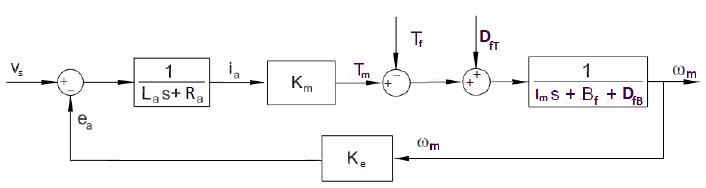 T_f D_fT
v_s + − 1 i_a K_m T_m + − + + 1 ω_m
L_a s + R_a I_m s + B_f + D_fB
e_a
K_e ω_m